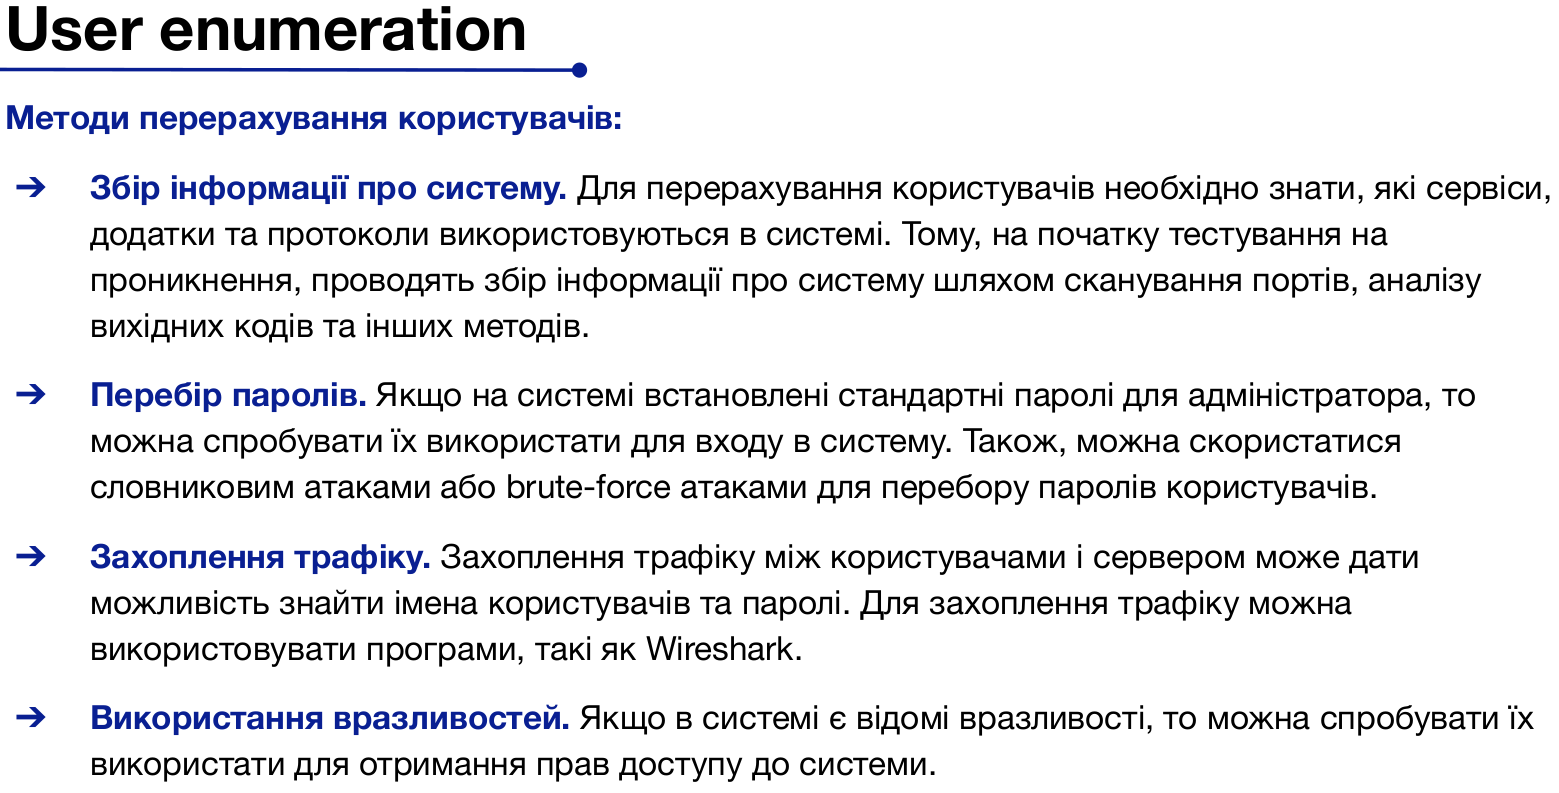 User enumeration
Методи перерахування користувачів:
➔ Збір інформації про систему. Для перерахування користувачів необхідно знати, які сервіси,
додатки та протоколи використовуються в системі. Тому, на початку тестування на
проникнення, проводять збір інформації про систему шляхом сканування портів, аналізу
вихідних кодів та інших методів.
➔ Перебір паролів. Якщо на системі встановлені стандартні паролі для адміністратора, то
можна спробувати їх використати для входу в систему. Також, можна скористатися
словниковим атаками або brute-force атаками для перебору паролів користувачів.
➔ Захоплення трафіку. Захоплення трафіку між користувачами і сервером може дати
можливість знайти імена користувачів та паролі. Для захоплення трафіку можна
використовувати програми, такі як Wireshark.
➔ Використання вразливостей. Якщо в системі є відомі вразливості, то можна спробувати їх
використати для отримання прав доступу до системи.